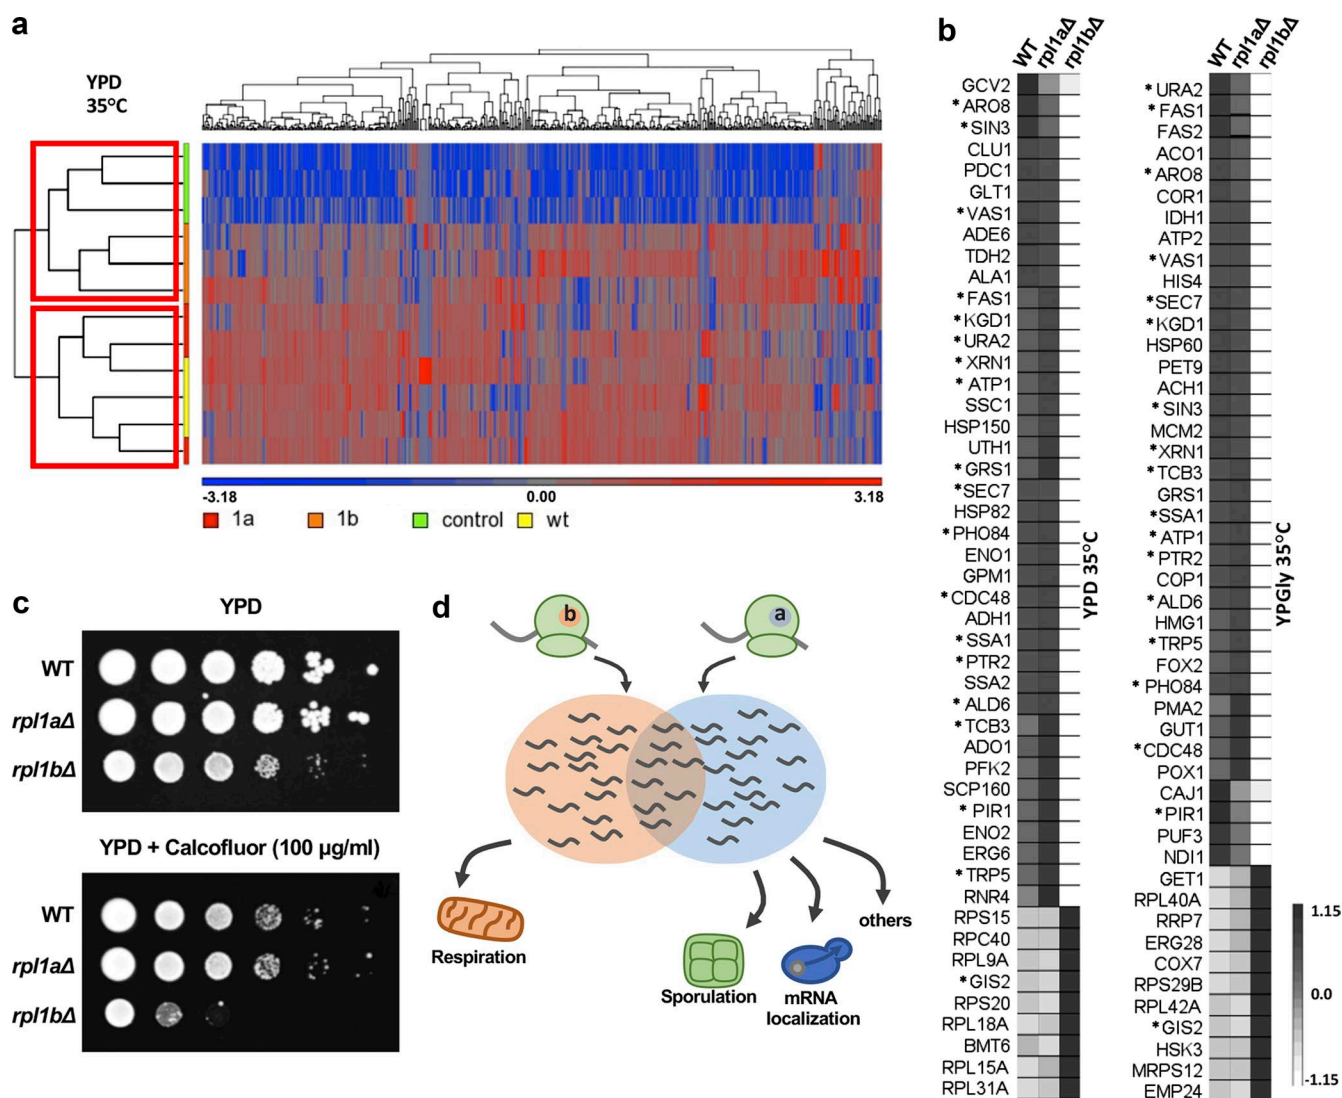 a
YPD
35°C
-3.18
0.00
3.18
1a
1b
control
wt
b
WT
rpl1aΔ
rpl1bΔ
GCV2
* ARO8
* SIN3
CLU1
PDC1
GLT1
* VAS1
ADE6
TDH2
ALA1
* FAS1
* KGD1
* URA2
* XRN1
* ATP1
SSC1
HSP150
UTH1
* GRS1
* SEC7
HSP82
* PHO84
ENO1
GPM1
* CDC48
ADH1
* SSA1
* PTR2
SSA2
* ALD6
* TCB3
ADO1
PFK2
SCP160
* PIR1
ENO2
ERG6
* TRP5
RNR4
RPS15
RPC40
RPL9A
* GIS2
RPS20
RPL18A
BMT6
RPL15A
RPL31A
YPD 35°C
WT
rpl1aΔ
rpl1bΔ
* URA2
* FAS1
FAS2
ACO1
* ARO8
COR1
IDH1
ATP2
* VAS1
HIS4
* SEC7
* KGD1
HSP60
PET9
ACH1
* SIN3
MCM2
* XRN1
* TCB3
GRS1
* SSA1
* ATP1
* PTR2
COP1
* ALD6
HMG1
* TRP5
FOX2
* PHO84
PMA2
GUT1
* CDC48
POX1
CAJ1
* PIR1
PUF3
NDI1
GET1
RPL40A
RRP7
ERG28
COX7
RPS29B
RPL42A
* GIS2
HSK3
MRPS12
EMP24
YPGly 35°C
1.15
0.0
-1.15
c
YPD
WT
rpl1aΔ
rpl1bΔ
YPD + Calcofluor (100 µg/ml)
WT
rpl1aΔ
rpl1bΔ
d
b
a
Respiration
Sporulation
mRNA
localization
others